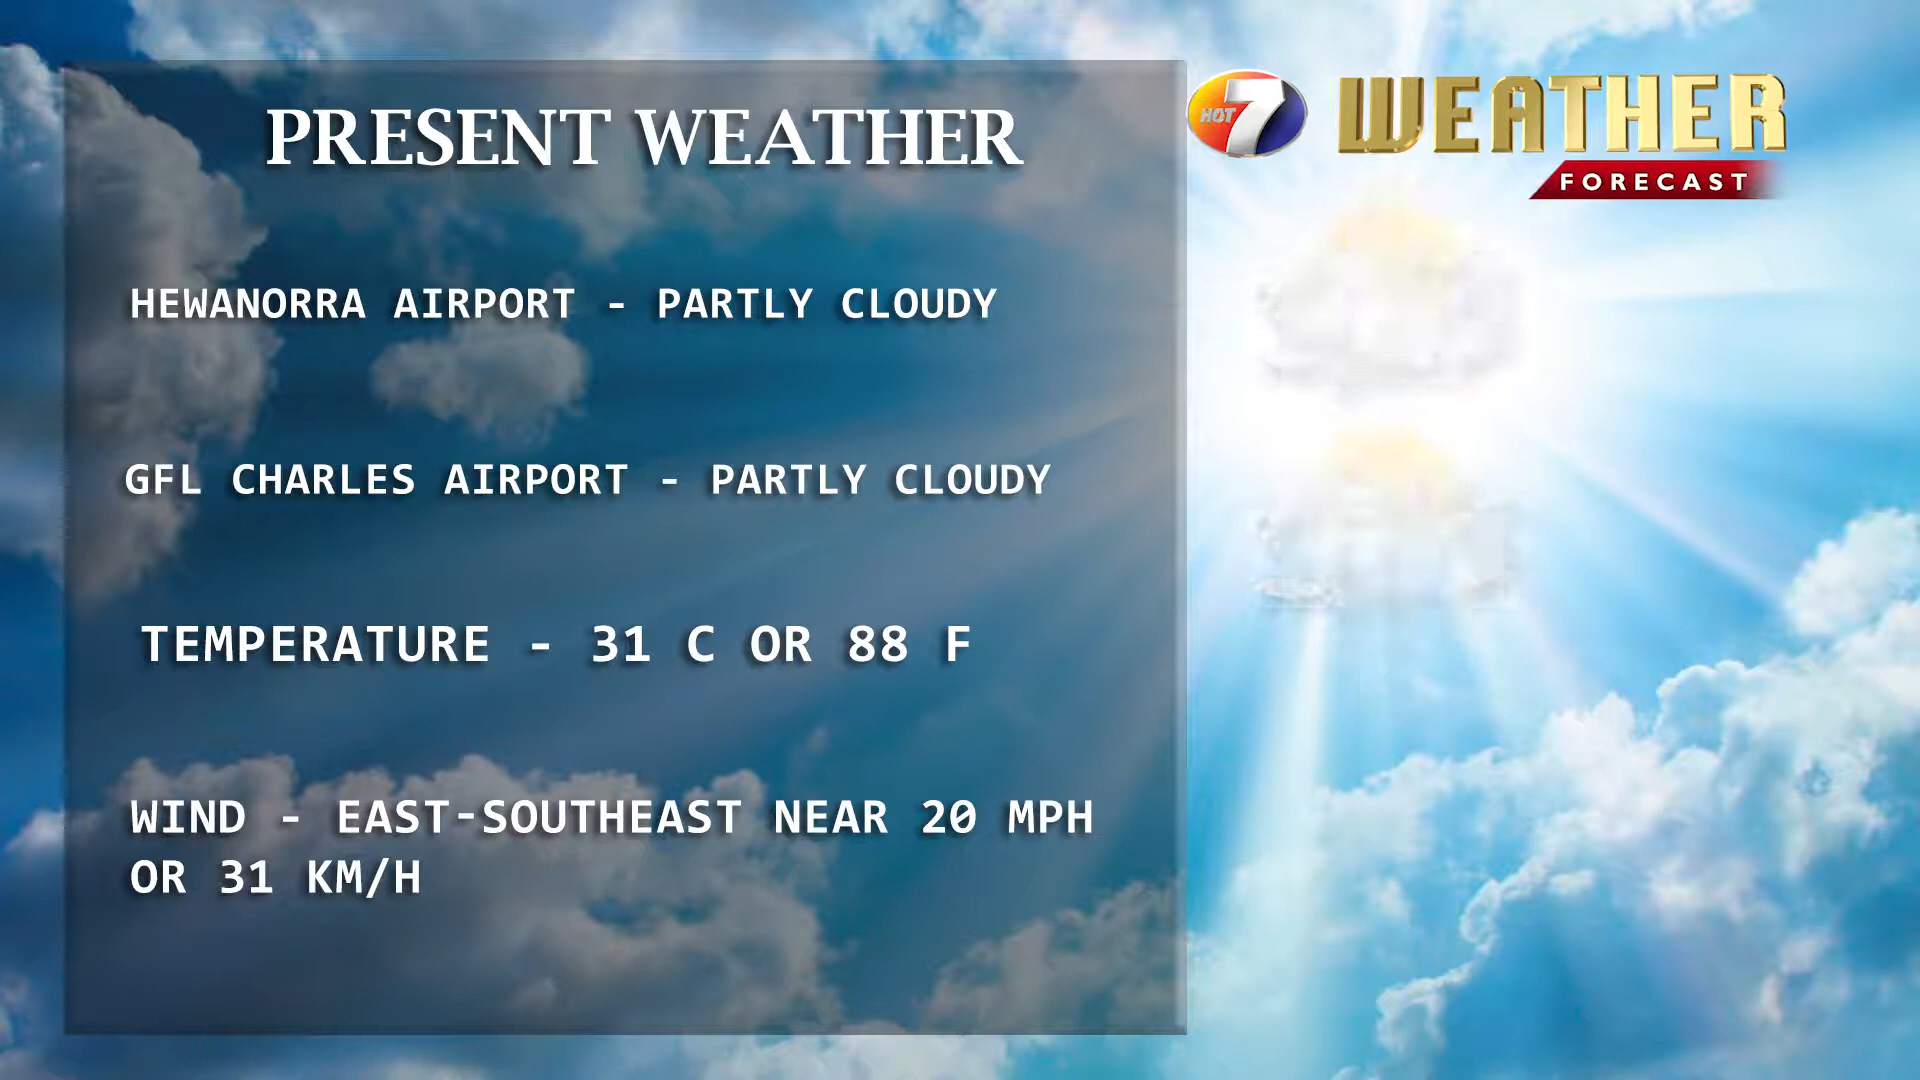 PRESENT WEATHER
HOT 7 WEATHER
FORECAST
HEWANORRA AIRPORT - PARTLY CLOUDY
GFL CHARLES AIRPORT - PARTLY CLOUDY
TEMPERATURE - 31 C OR 88 F
WIND - EAST-SOUTHEAST NEAR 20 MPH
OR 31 KM/H